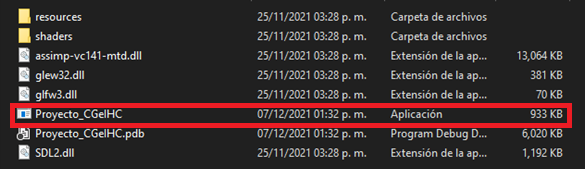 resources 25/11/2021 03:28 p. m. Carpeta de archivos
shaders 25/11/2021 03:28 p. m. Carpeta de archivos
assimp-vc141-mtd.dll 25/11/2021 03:28 p. m. Extensión de la ap... 13,064 KB
glew32.dll 25/11/2021 03:28 p. m. Extensión de la ap... 381 KB
glfw3.dll 25/11/2021 03:28 p. m. Extensión de la ap... 70 KB
Proyecto_CGeIHC 07/12/2021 01:32 p. m. Aplicación 933 KB
Proyecto_CGeIHC.pdb 07/12/2021 01:32 p. m. Program Debug D... 6,020 KB
SDL2.dll 25/11/2021 03:28 p. m. Extensión de la ap... 1,192 KB